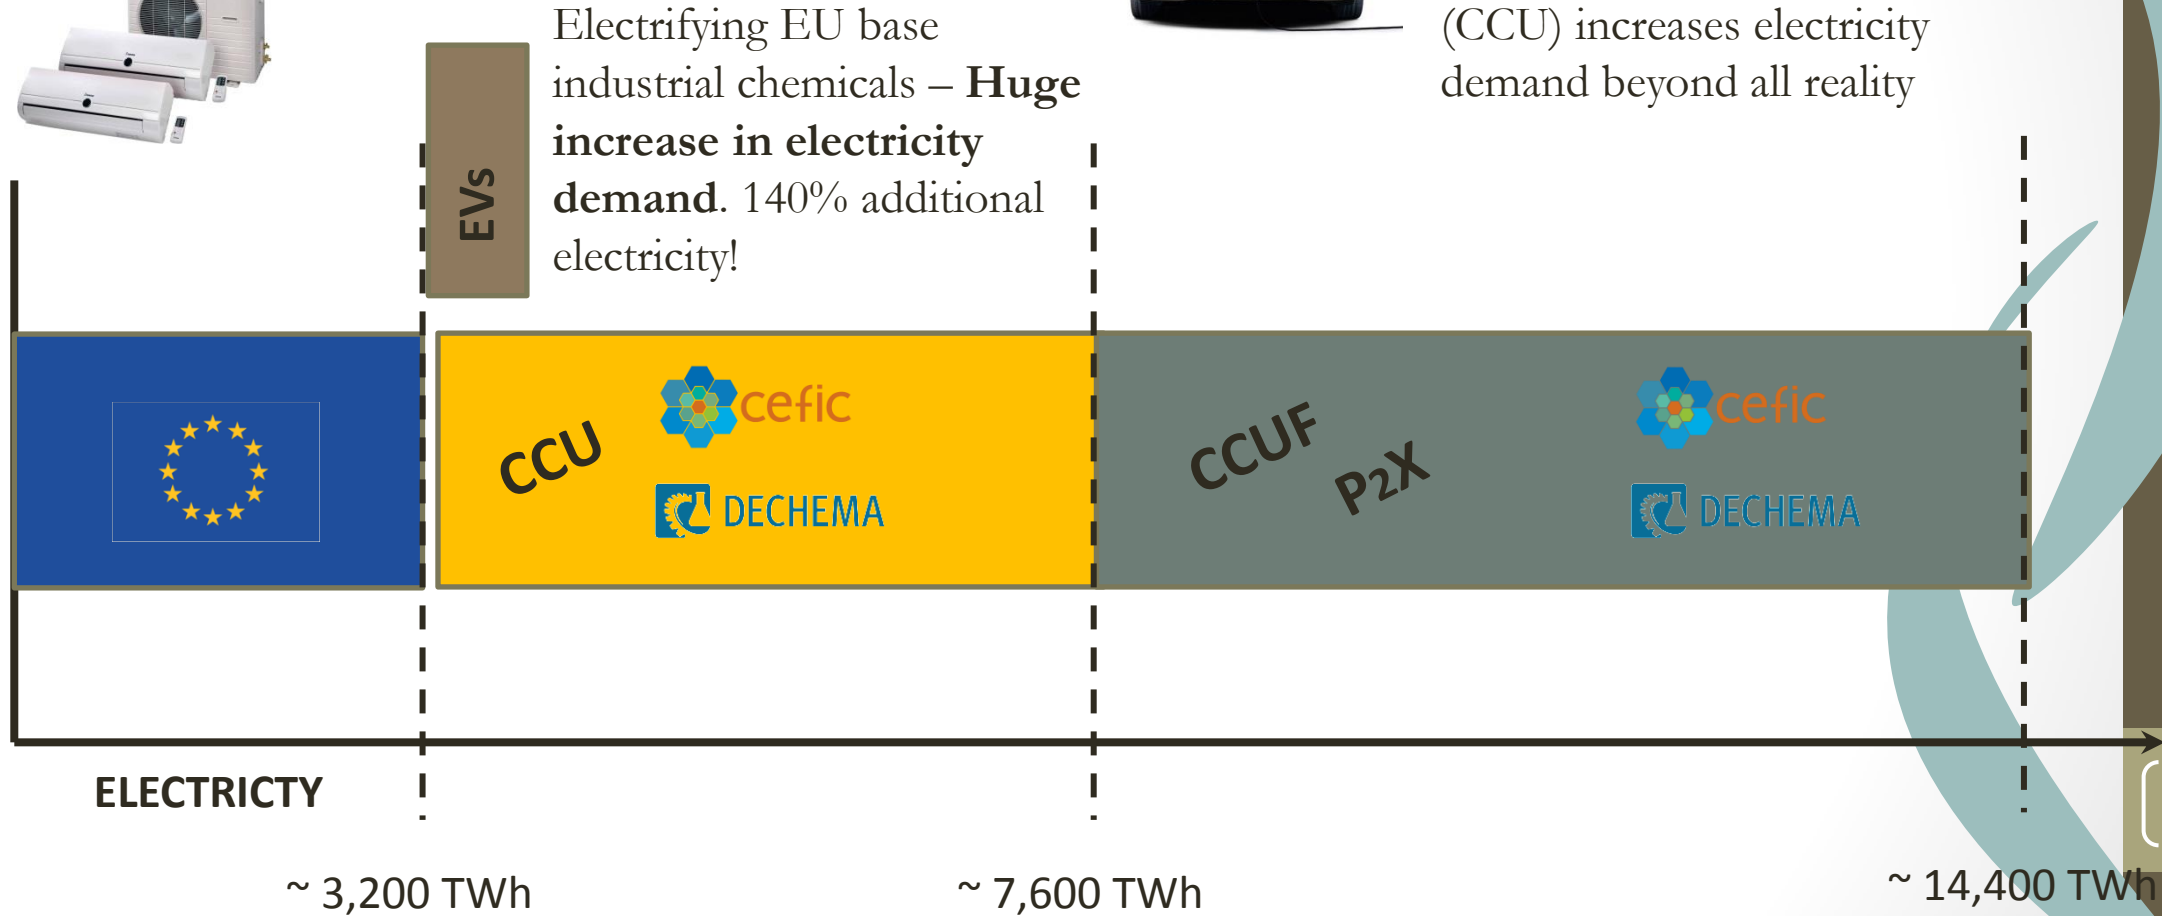 Electrifying EU base
industrial chemicals – Huge
increase in electricity
demand. 140% additional
electricity!
(CCU) increases electricity
demand beyond all reality
EVs
CCU
cefic
DECHEMA
CCUF
P2X
cefic
DECHEMA
ELECTRICTY
~ 3,200 TWh
~ 7,600 TWh
~ 14,400 TWh